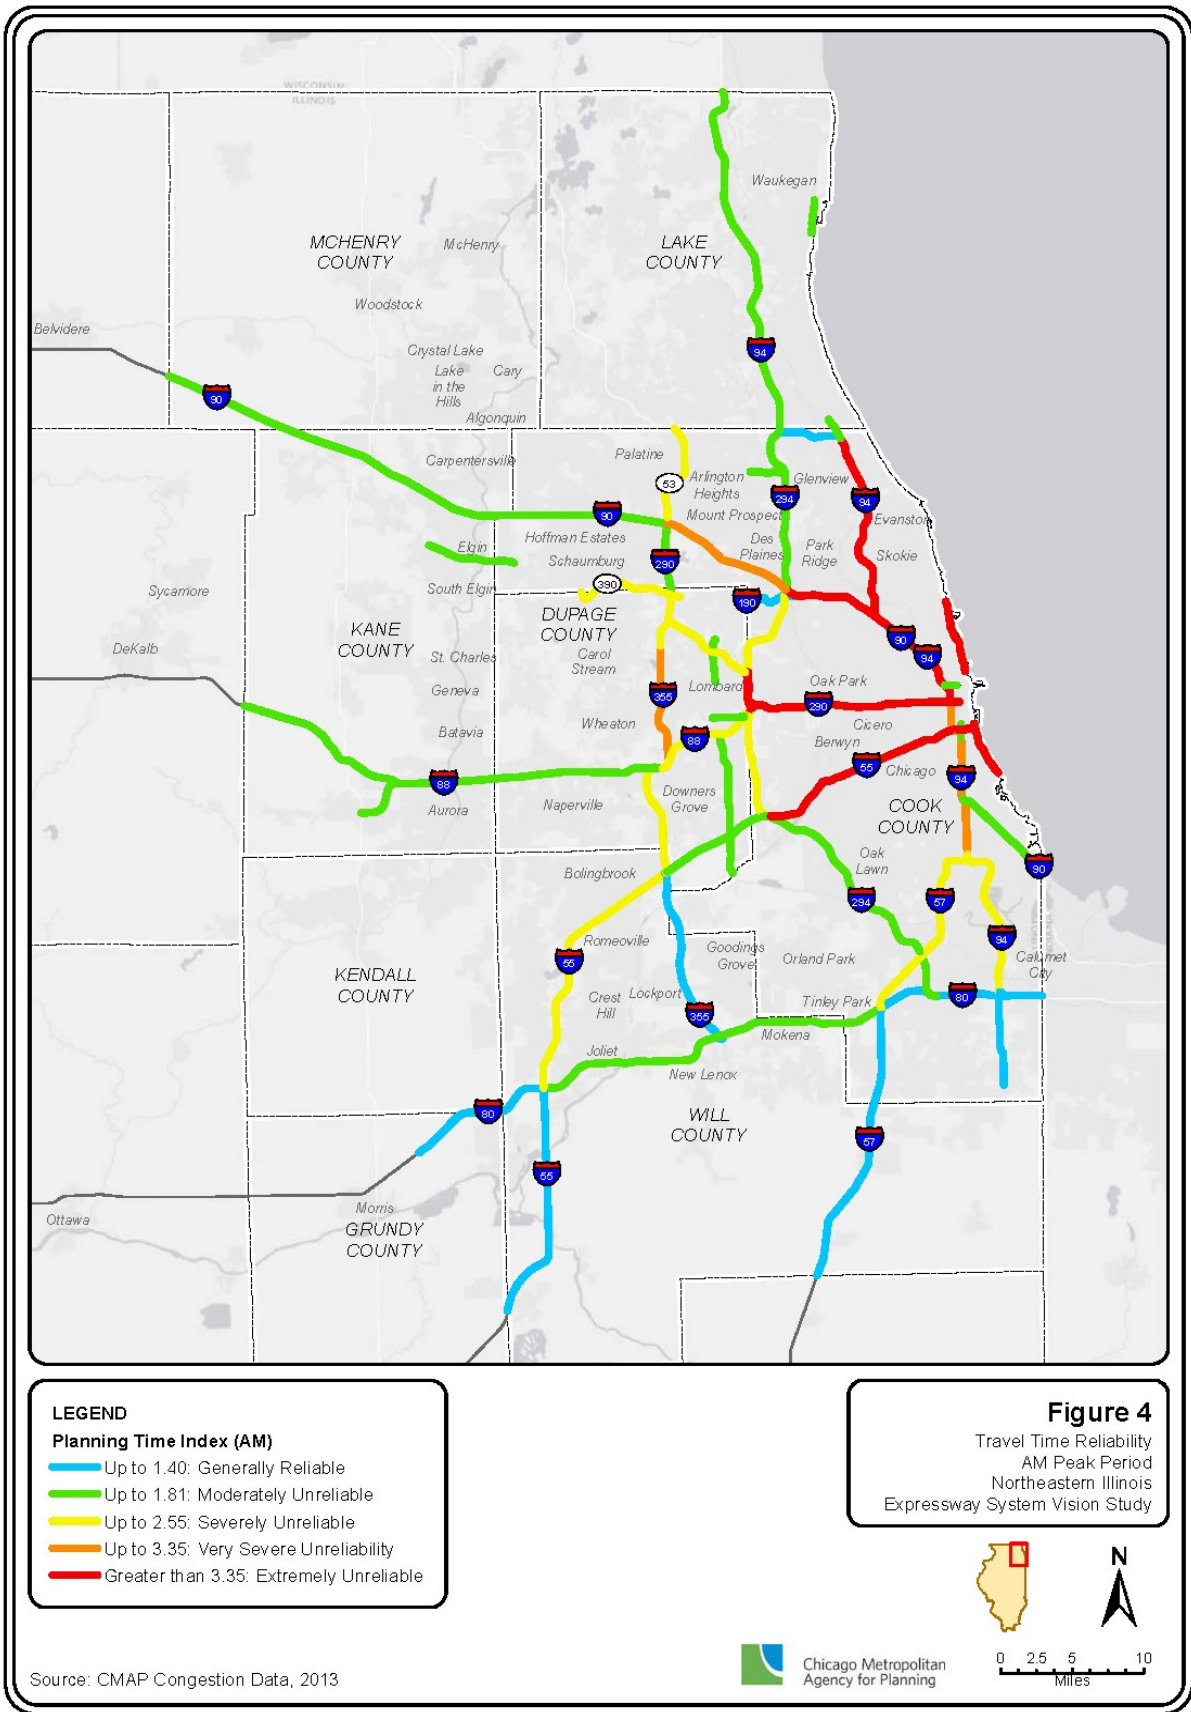 WISCONSIN
ILLINOIS
Waukegan
MCHENRY
COUNTY
McHenry
LAKE
COUNTY
Woodstock
Belvidere
Crystal Lake
94
Lake
in the
Hills
Cary
90
Algonquin
Carpentersville
Palatine
53
Arlington
Heights
Glenview
294
94
90
Mount Prospect
Evanston
Hoffman Estates
Des
Plaines
Park
Ridge
Elgin
Schaumburg
290
Skokie
Sycamore
South Elgin
390
190
DUPAGE
COUNTY
KANE
COUNTY
90
94
DeKalb
St. Charles
Carol
Stream
Geneva
355
Lombard
Oak Park
290
Batavia
Wheaton
88
Cicero
Berwyn
55
Chicago
94
88
Aurora
Naperville
Downers
Grove
COOK
COUNTY
Oak
Lawn
90
Bolingbrook
294
57
Romeoville
55
Goodings
Grove
Orland Park
94
Calumet
City
KENDALL
COUNTY
Crest
Hill
Lockport
355
Tinley Park
80
Mokena
Joliet
New Lenox
80
WILL
COUNTY
57
55
Morris
Ottawa
GRUNDY
COUNTY
LEGEND
Planning Time Index (AM)
Up to 1.40: Generally Reliable
Up to 1.81: Moderately Unreliable
Up to 2.55: Severely Unreliable
Up to 3.35: Very Severe Unreliability
Greater than 3.35: Extremely Unreliable
Figure 4
Travel Time Reliability
AM Peak Period
Northeastern Illinois
Expressway System Vision Study
N
0 2.5 5 10
Miles
Chicago Metropolitan
Agency for Planning
Source: CMAP Congestion Data, 2013